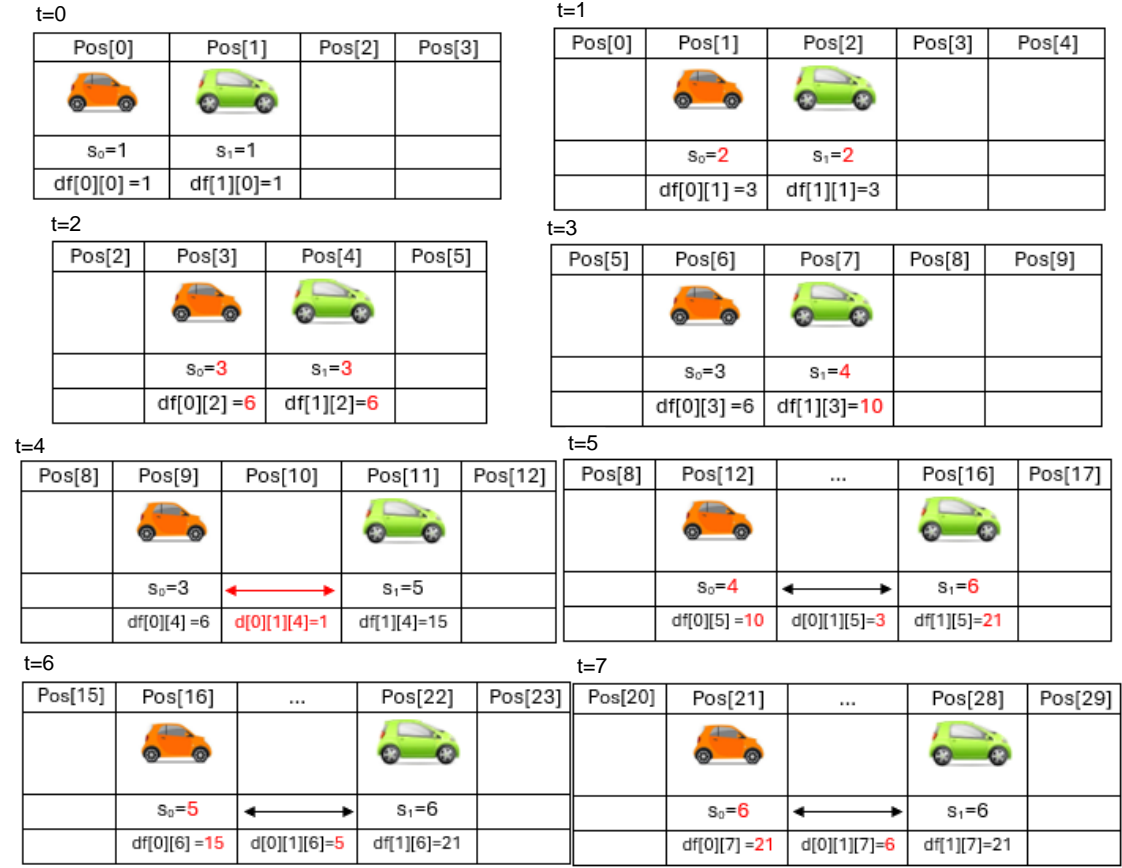 t=0
Pos[0] Pos[1] Pos[2] Pos[3]
s₀=1 s₁=1
df[0][0] =1 df[1][0]=1
t=1
Pos[0] Pos[1] Pos[2] Pos[3] Pos[4]
s₀=2 s₁=2
df[0][1] =3 df[1][1]=3
t=2
Pos[2] Pos[3] Pos[4] Pos[5]
s₀=3 s₁=3
df[0][2] =6 df[1][2]=6
t=3
Pos[5] Pos[6] Pos[7] Pos[8] Pos[9]
s₀=3 s₁=4
df[0][3] =6 df[1][3]=10
t=4
Pos[8] Pos[9] Pos[10] Pos[11] Pos[12]
s₀=3 s₁=5
df[0][4] =6 d[0][1][4]=1 df[1][4]=15
t=5
Pos[8] Pos[12] ... Pos[16] Pos[17]
s₀=4 s₁=6
df[0][5] =10 d[0][1][5]=3 df[1][5]=21
t=6
Pos[15] Pos[16] ... Pos[22] Pos[23]
s₀=5 s₁=6
df[0][6] =15 d[0][1][6]=5 df[1][6]=21
t=7
Pos[20] Pos[21] ... Pos[28] Pos[29]
s₀=6 s₁=6
df[0][7] =21 d[0][1][7]=6 df[1][7]=21